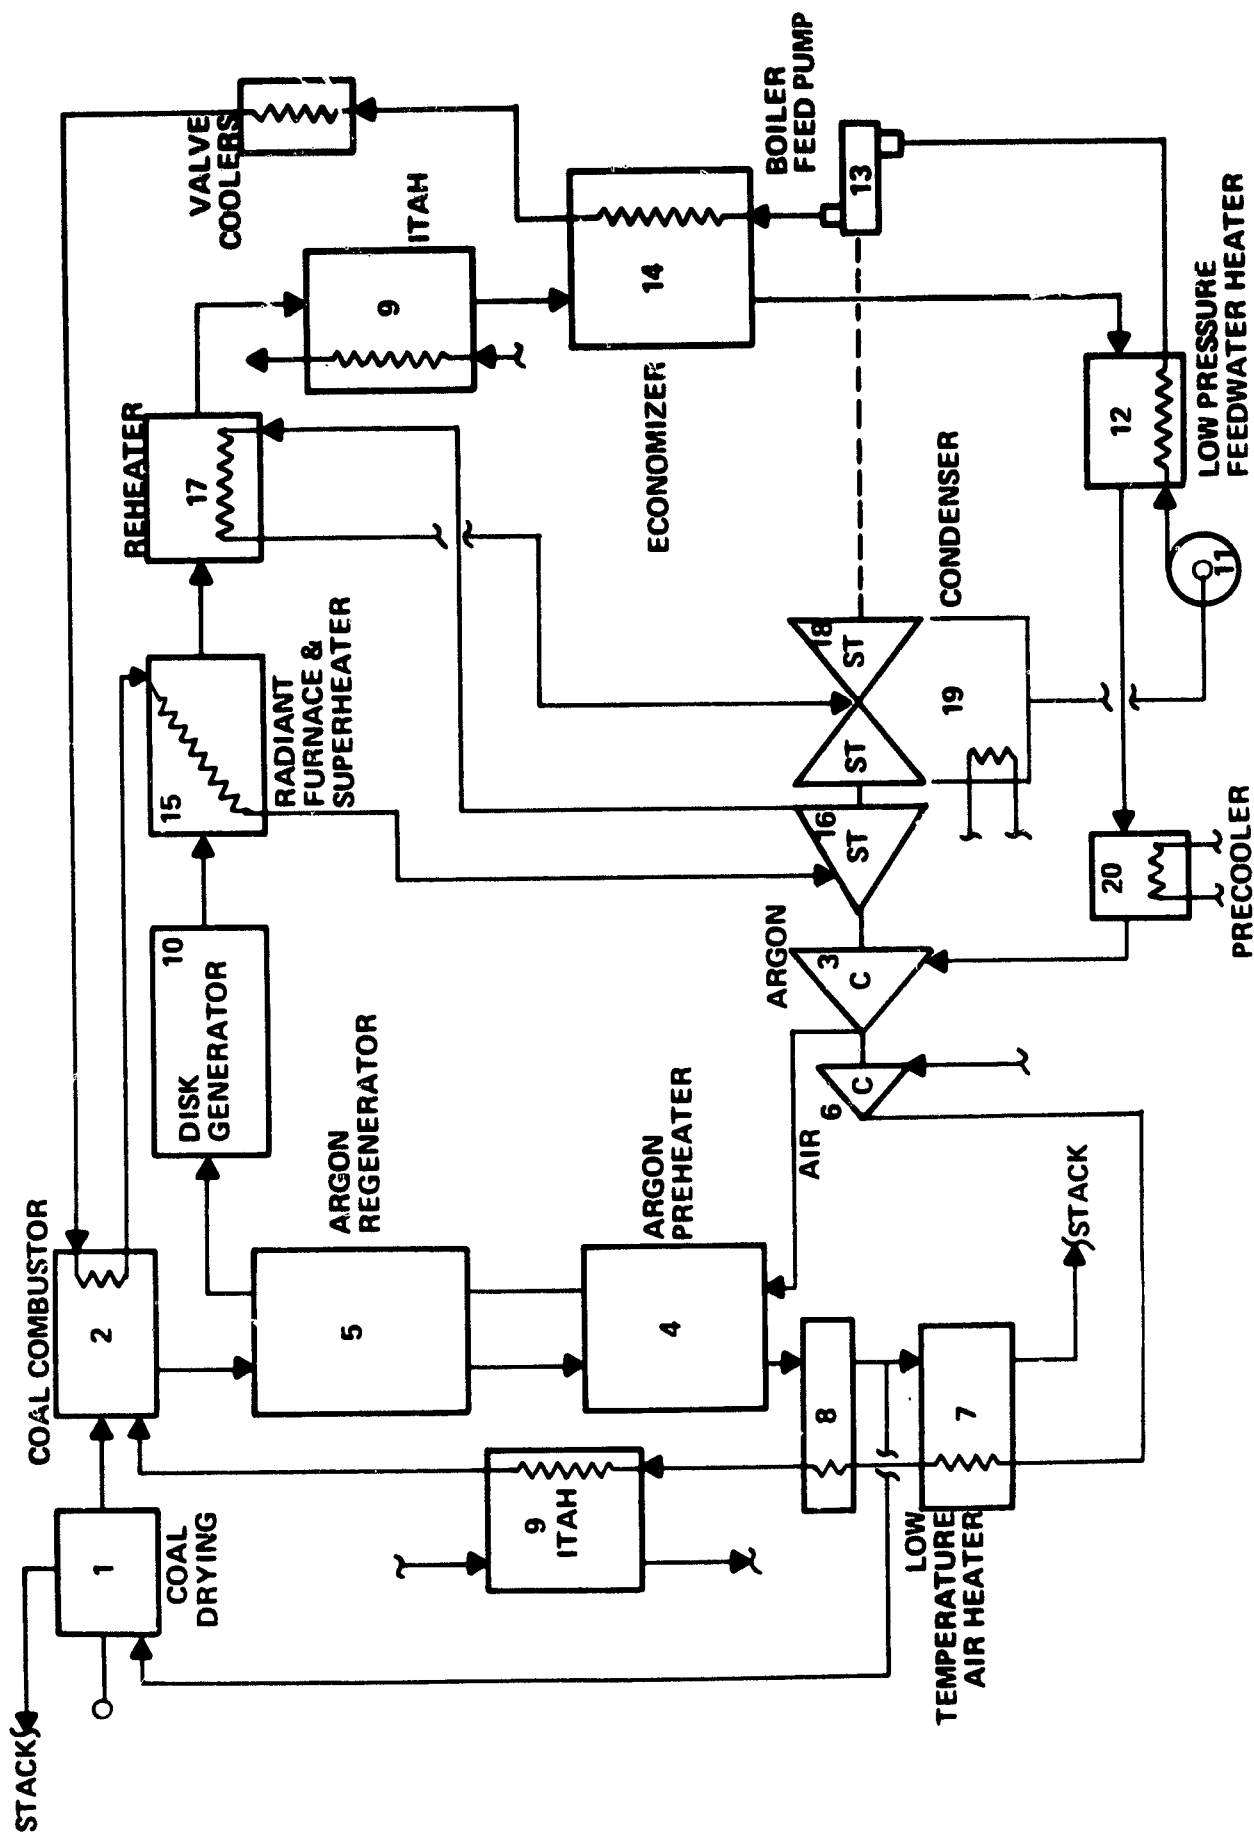 STACK
1
COAL
DRYING
COAL COMBUSTOR
2
9
ITAH
5
ARGON
REGENERATOR
DISK
GENERATOR
10
15
RADIANT
FURNACE &
SUPERHEATER
REHEATER
17
VALVE
COOLERS
9
ITAH
14
ECONOMIZER
BOILER
FEED PUMP
13
4
ARGON
PREHEATER
8
7
LOW
TEMPERATURE
AIR HEATER
STACK
AIR
6
C
ARGON
3
C
16
ST
ST
18
ST
19
CONDENSER
20
PRECOOLER
12
LOW PRESSURE
FEEDWATER HEATER
11